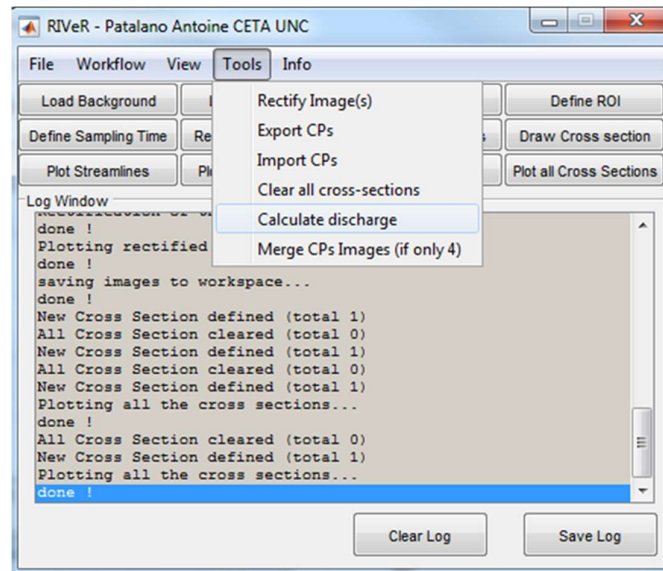 RIVeR - Patalano Antoine CETA UNC
File Workflow View Tools Info
Load Background
Define ROI
Define Sampling Time
Re
Draw Cross section
Plot Streamlines
Plot all Cross Sections
Rectify Image(s)
Export CPs
Import CPs
Clear all cross-sections
Calculate discharge
Merge CPs Images (if only 4)
Log Window
done !
Plotting rectified
done !
saving images to workspace...
done !
New Cross Section defined (total 1)
All Cross Section cleared (total 0)
New Cross Section defined (total 1)
All Cross Section cleared (total 0)
New Cross Section defined (total 1)
Plotting all the cross sections...
done !
All Cross Section cleared (total 0)
New Cross Section defined (total 1)
Plotting all the cross sections...
done !
Clear Log
Save Log